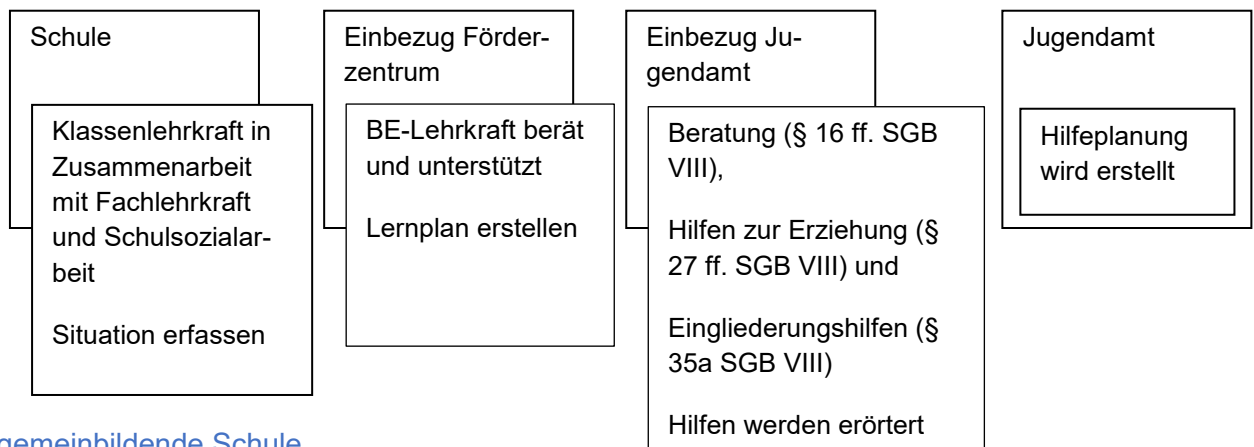 Schule
Klassenlehrkraft in
Zusammenarbeit
mit Fachlehrkraft
und Schulsozialar-
beit
Situation erfassen
Einbezug Förder-
zentrum
BE-Lehrkraft berät
und unterstützt
Lernplan erstellen
Einbezug Ju-
gendamt
Beratung (§ 16 ff. SGB
VIII),
Hilfen zur Erziehung (§
27 ff. SGB VIII) und
Eingliederungshilfen (§
35a SGB VIII)
Hilfen werden erörtert
Jugendamt
Hilfeplanung
wird erstellt
gemeinbildende Schule